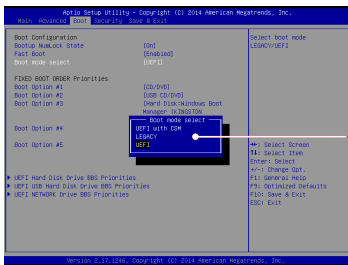 Aptio Setup Utility - Copyright (C) 2014 American Megatrends, Inc.
Main Advanced Boot Security Save & Exit
Boot Configuration
Bootup NumLock State [On]
Fast Boot [Enabled]
Boot mode select [UEFI]
FIXED BOOT ORDER Priorities
Boot Option #1 [CD/DVD]
Boot Option #2 [USB CD/DVD]
Boot Option #3 [Hard Disk:Windows Boot
Manager (KINGSTON
Boot Option #4
Boot Option #5
Boot mode select
UEFI with CSM
LEGACY
UEFI
UEFI Hard Disk Drive BBS Priorities
UEFI USB Hard Disk Drive BBS Priorities
UEFI NETWORK Drive BBS Priorities
Select boot mode
LEGACY/UEFI
: Select Screen
: Select Item
Enter: Select
+/-: Change Opt.
F1: General Help
F9: Optimized Defaults
F10: Save & Exit
ESC: Exit
Version 2.17.1246. Copyright (C) 2014 American Megatrends, Inc.